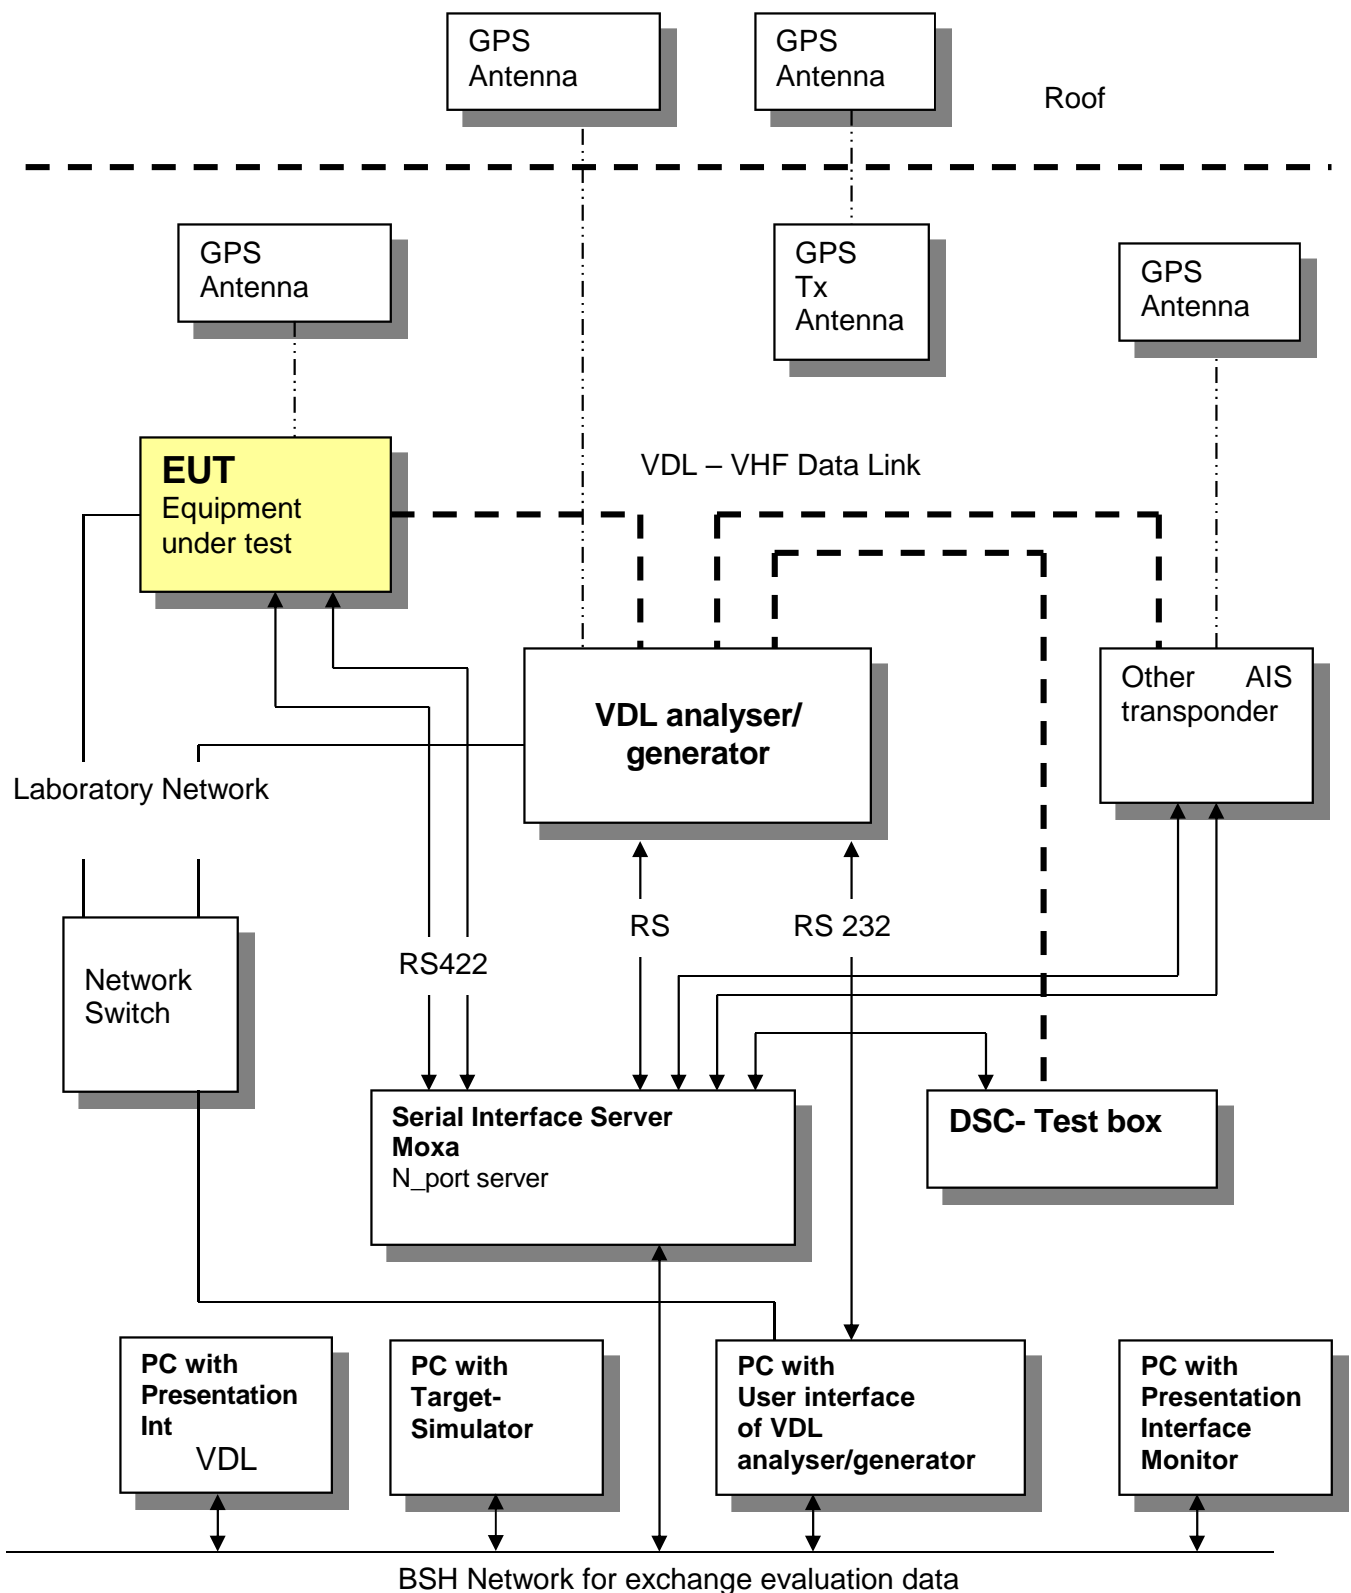 GPS
Antenna
GPS
Antenna
Roof
GPS
Antenna
GPS
Tx
Antenna
GPS
Antenna
EUT
Equipment
under test
VDL – VHF Data Link
VDL analyser/
generator
Other AIS
transponder
Laboratory Network
RS422
RS
RS 232
Network
Switch
Serial Interface Server
Moxa
N_port server
DSC- Test box
PC with
Presentation
Int
VDL
PC with
Target-
Simulator
PC with
User interface
of VDL
analyser/generator
PC with
Presentation
Interface
Monitor
BSH Network for exchange evaluation data